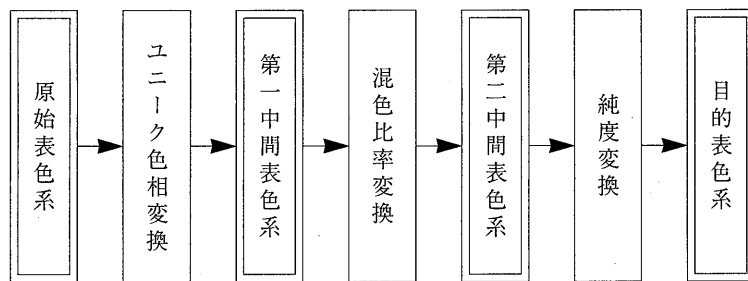 原始表色系
ユニーク色相変換
第一中間表色系
混色比率変換
第二中間表色系
純度変換
目的表色系